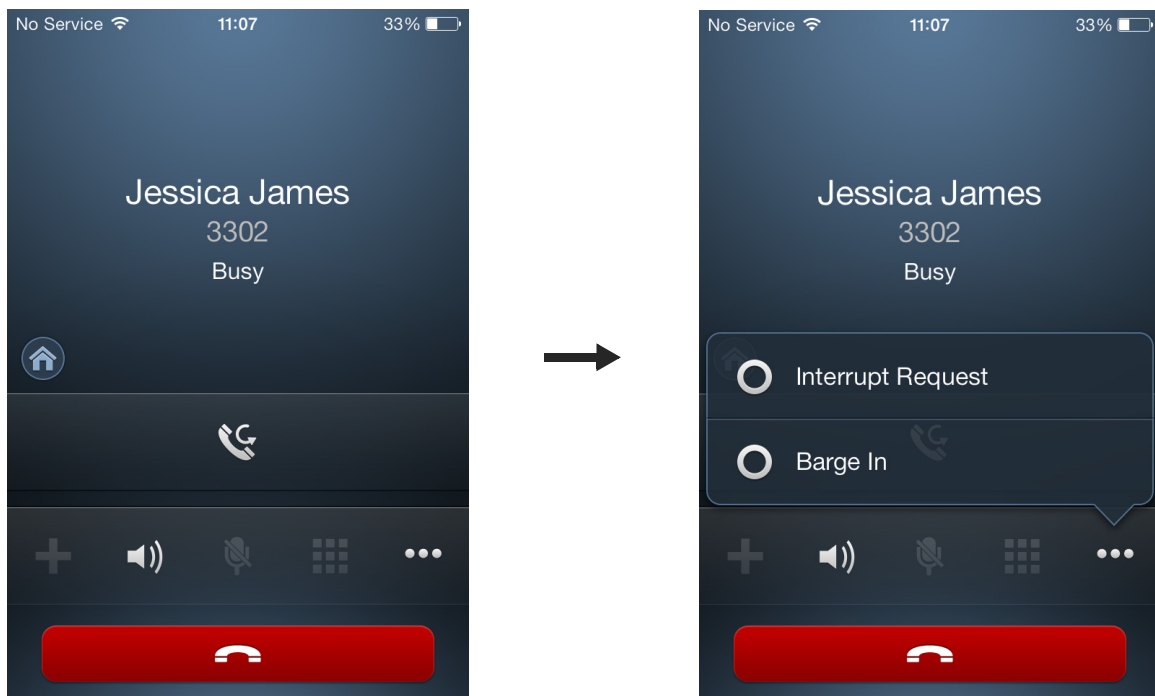 No Service 11:07 33%
Jessica James
3302
Busy
No Service 11:07 33%
Jessica James
3302
Busy
Interrupt Request
Barge In